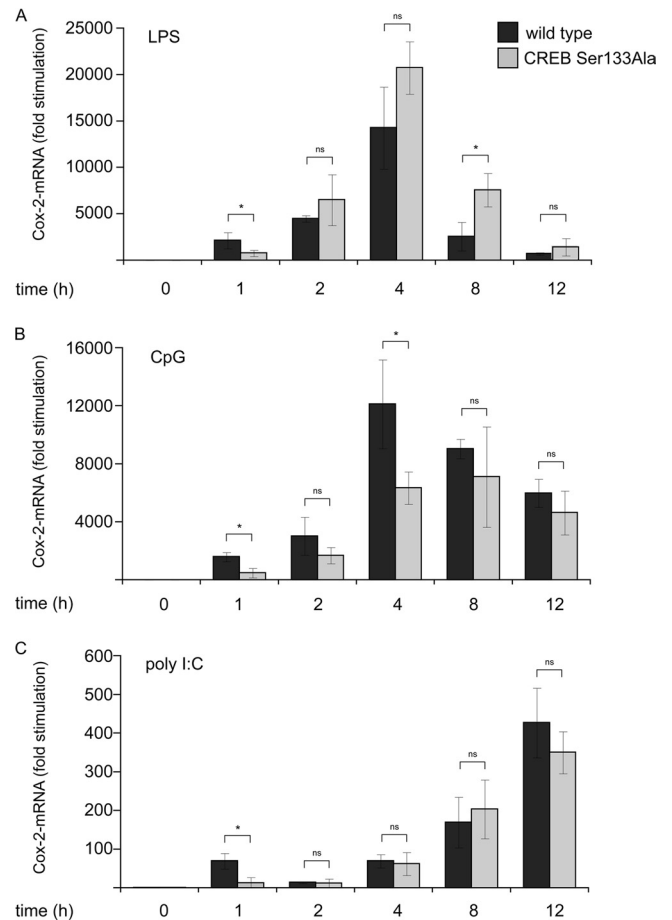 A
LPS
wild type
CREB Ser133Ala
Cox-2-mRNA (fold stimulation)
25000
20000
15000
10000
5000
ns
ns
ns
*
*
ns
time (h) 0 1 2 4 8 12
B
CpG
Cox-2-mRNA (fold stimulation)
16000
12000
8000
4000
*
ns
*
ns
ns
time (h) 0 1 2 4 8 12
C
poly I:C
Cox-2-mRNA (fold stimulation)
600
500
400
300
200
100
*
ns
ns
ns
ns
time (h) 0 1 2 4 8 12